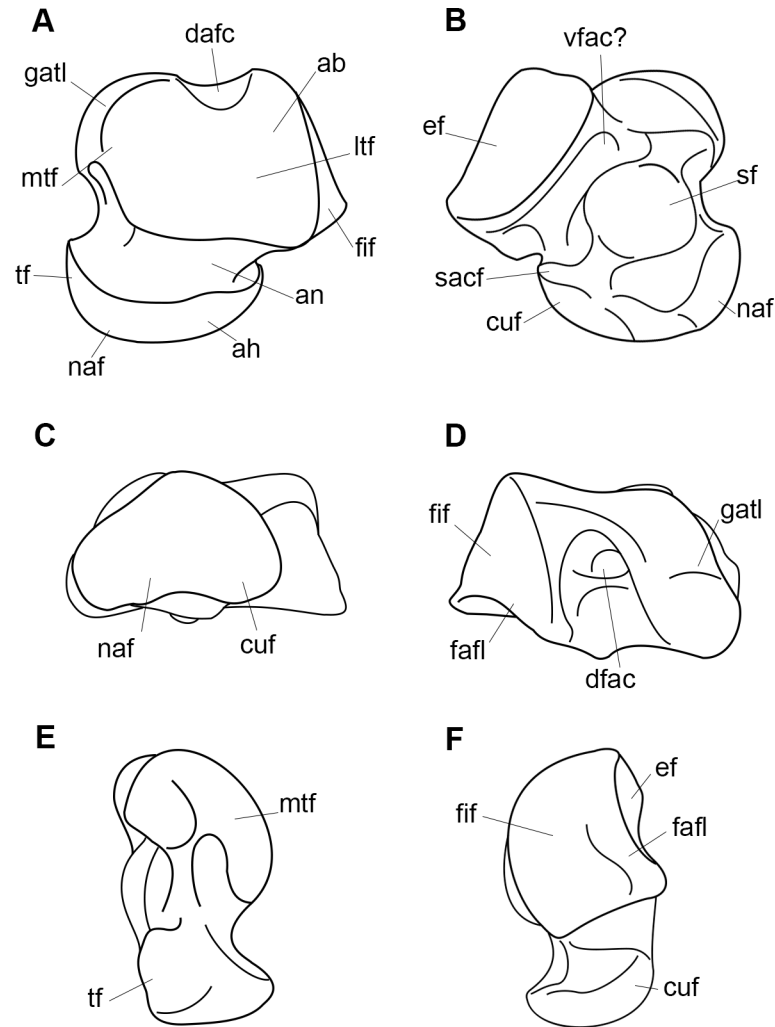 A
dafc
gatl
ab
mtf
ltf
fif
tf
an
naf
ah
B
vfac?
ef
sf
sacf
cuf
naf
C
naf
cuf
D
fif
gatl
fafl
dfac
E
mtf
tf
F
ef
fif
fafl
cuf